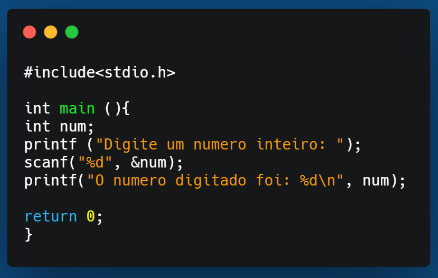 #include<stdio.h>
int main (){
int num;
printf ("Digite um numero inteiro: ");
scanf("%d", &num);
printf("O numero digitado foi: %d\n", num);
return 0;
}